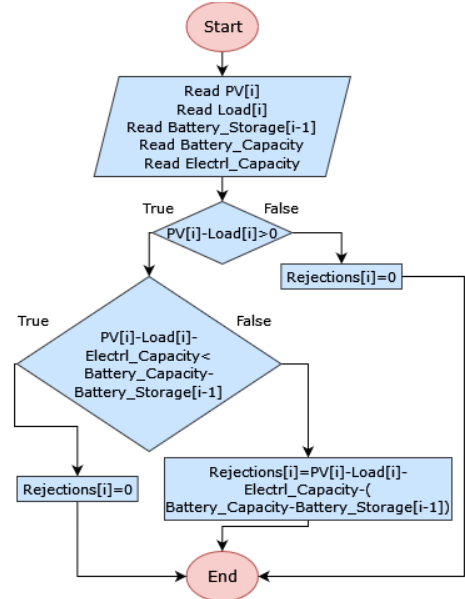 Start
Read PV[i]
Read Load[i]
Read Battery_Storage[i-1]
Read Battery_Capacity
Read Electrl_Capacity
True
False
PV[i]-Load[i]>0
Rejections[i]=0
True
False
PV[i]-Load[i]-
Electrl_Capacity<
Battery_Capacity-
Battery_Storage[i-1]
Rejections[i]=0
Rejections[i]=PV[i]-Load[i]-
Electrl_Capacity-(
Battery_Capacity-Battery_Storage[i-1])
End